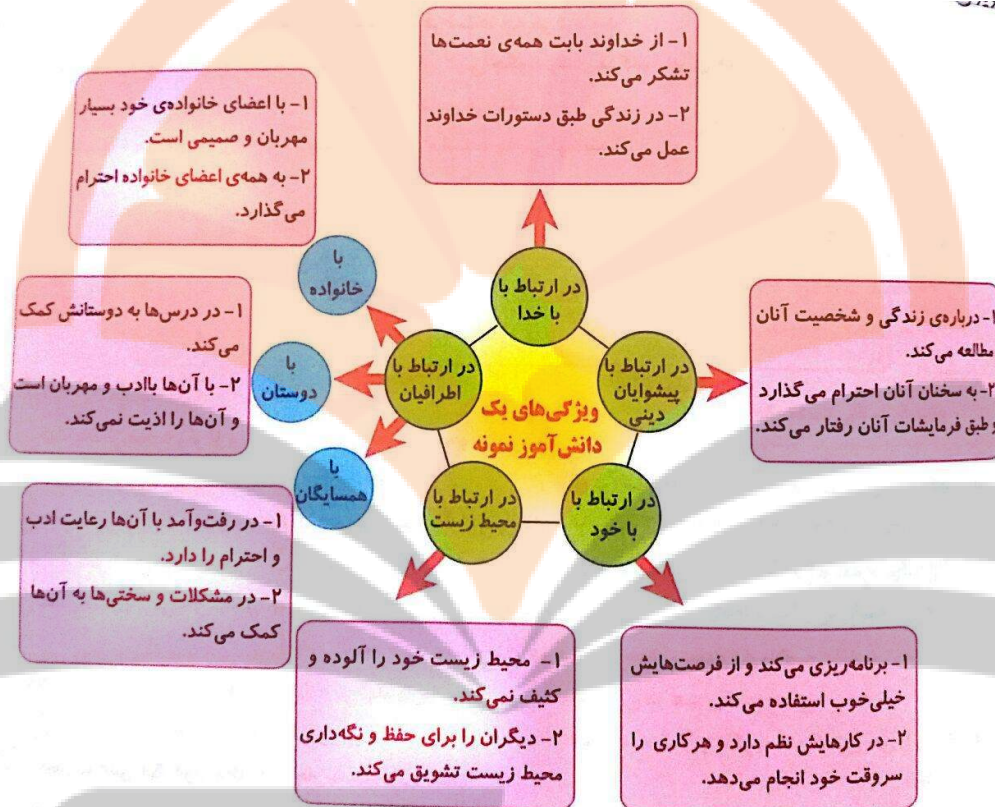 ۱- از خداوند بابت همه‌ی نعمت‌ها
تشکر می‌کند.
۲- در زندگی طبق دستورات خداوند
عمل می‌کند.
۱- با اعضای خانواده‌ی خود بسیار
مهربان و صمیمی است.
۲- به همه‌ی اعضای خانواده احترام
می‌گذارد.
با
خانواده
در ارتباط با
با خدا
۱- درباره‌ی زندگی و شخصیت آنان
مطالعه می‌کند.
۲- به سخنان آنان احترام می‌گذارد
و طبق فرمایشات آنان رفتار می‌کند.
در ارتباط با
پیشوایان
دینی
در ارتباط با
اطرافیان
با
دوستان
۱- در درس‌ها به دوستانش کمک
می‌کند.
۲- با آن‌ها باادب و مهربان است
و آن‌ها را اذیت نمی‌کند.
ویژگی‌های یک
دانش‌آموز نمونه
با
همسایگان
در ارتباط با
محیط زیست
در ارتباط با
با خود
۱- در رفت‌وآمد با آن‌ها رعایت ادب
و احترام را دارد.
۲- در مشکلات و سختی‌ها به آن‌ها
کمک می‌کند.
۱- محیط زیست خود را آلوده و
کثیف نمی‌کند.
۲- دیگران را برای حفظ و نگه‌داری
محیط زیست تشویق می‌کند.
۱- برنامه‌ریزی می‌کند و از فرصت‌هایش
خیلی‌خوب استفاده می‌کند.
۲- در کارهایش نظم دارد و هرکاری را
سروقت خود انجام می‌دهد.